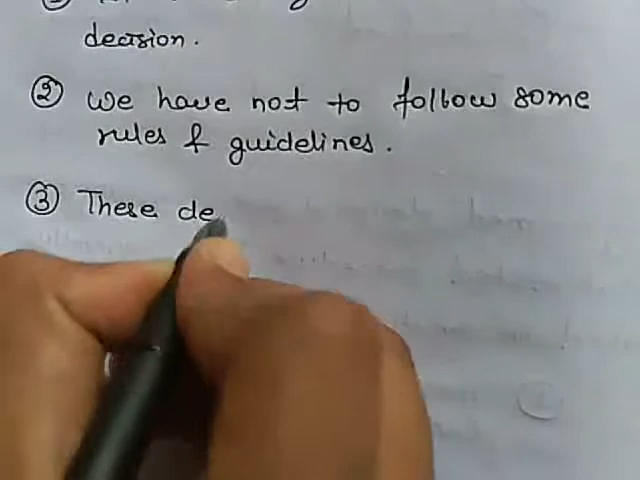 decision.
② We have not to follow some
rules & guidelines.
③ These de